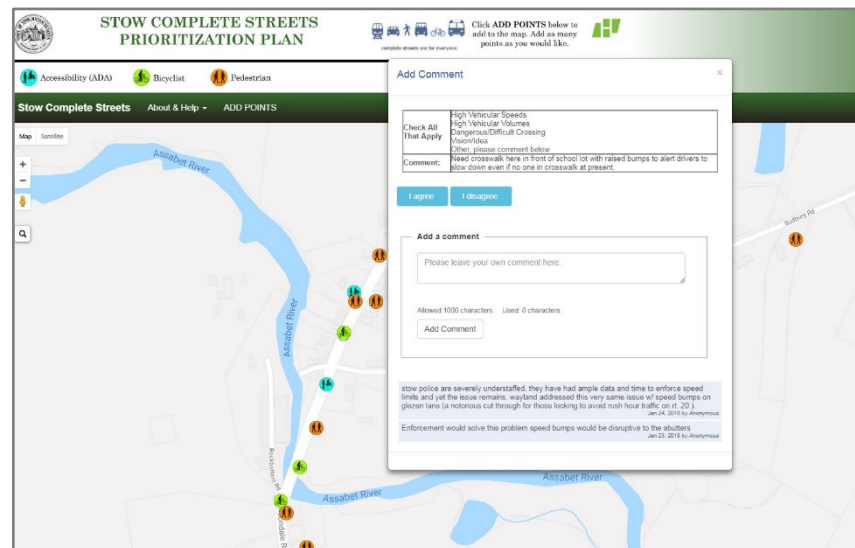 STOW COMPLETE STREETS
PRIORITIZATION PLAN
complete streets are for everyone
Click ADD POINTS below to
add to the map. Add as many
points as you would like.
Accessibility (ADA)
Bicyclist
Pedestrian
Stow Complete Streets
About & Help
ADD POINTS
Map
Satellite
+
−
Assabet River
Assabet River
Rockbottom Rd
Assabet River
Assabet River
Sudbury Rd
Add Comment
×
Check All
That Apply
High Vehicular Speeds
High Vehicular Volumes
Dangerous/Difficult Crossing
Vision/Idea
Other, please comment below
Comment:
Need crosswalk here in front of school lot with raised bumps to alert drivers to
slow down even if no one in crosswalk at present.
I agree
I disagree
Add a comment
Please leave your own comment here.
Allowed:1000 characters. Used: 0 characters.
Add Comment
stow police are severely understaffed. they have had ample data and time to enforce speed
limits and yet the issue remains. wayland addressed this very same issue w/ speed bumps on
glezen lane (a notorious cut through for those looking to avoid rush hour traffic on rt. 20.).
Jan 24, 2018 by Anonymous
Enforcement would solve this problem speed bumps would be disruptive to the abutters
Jan 23, 2018 by Anonymous